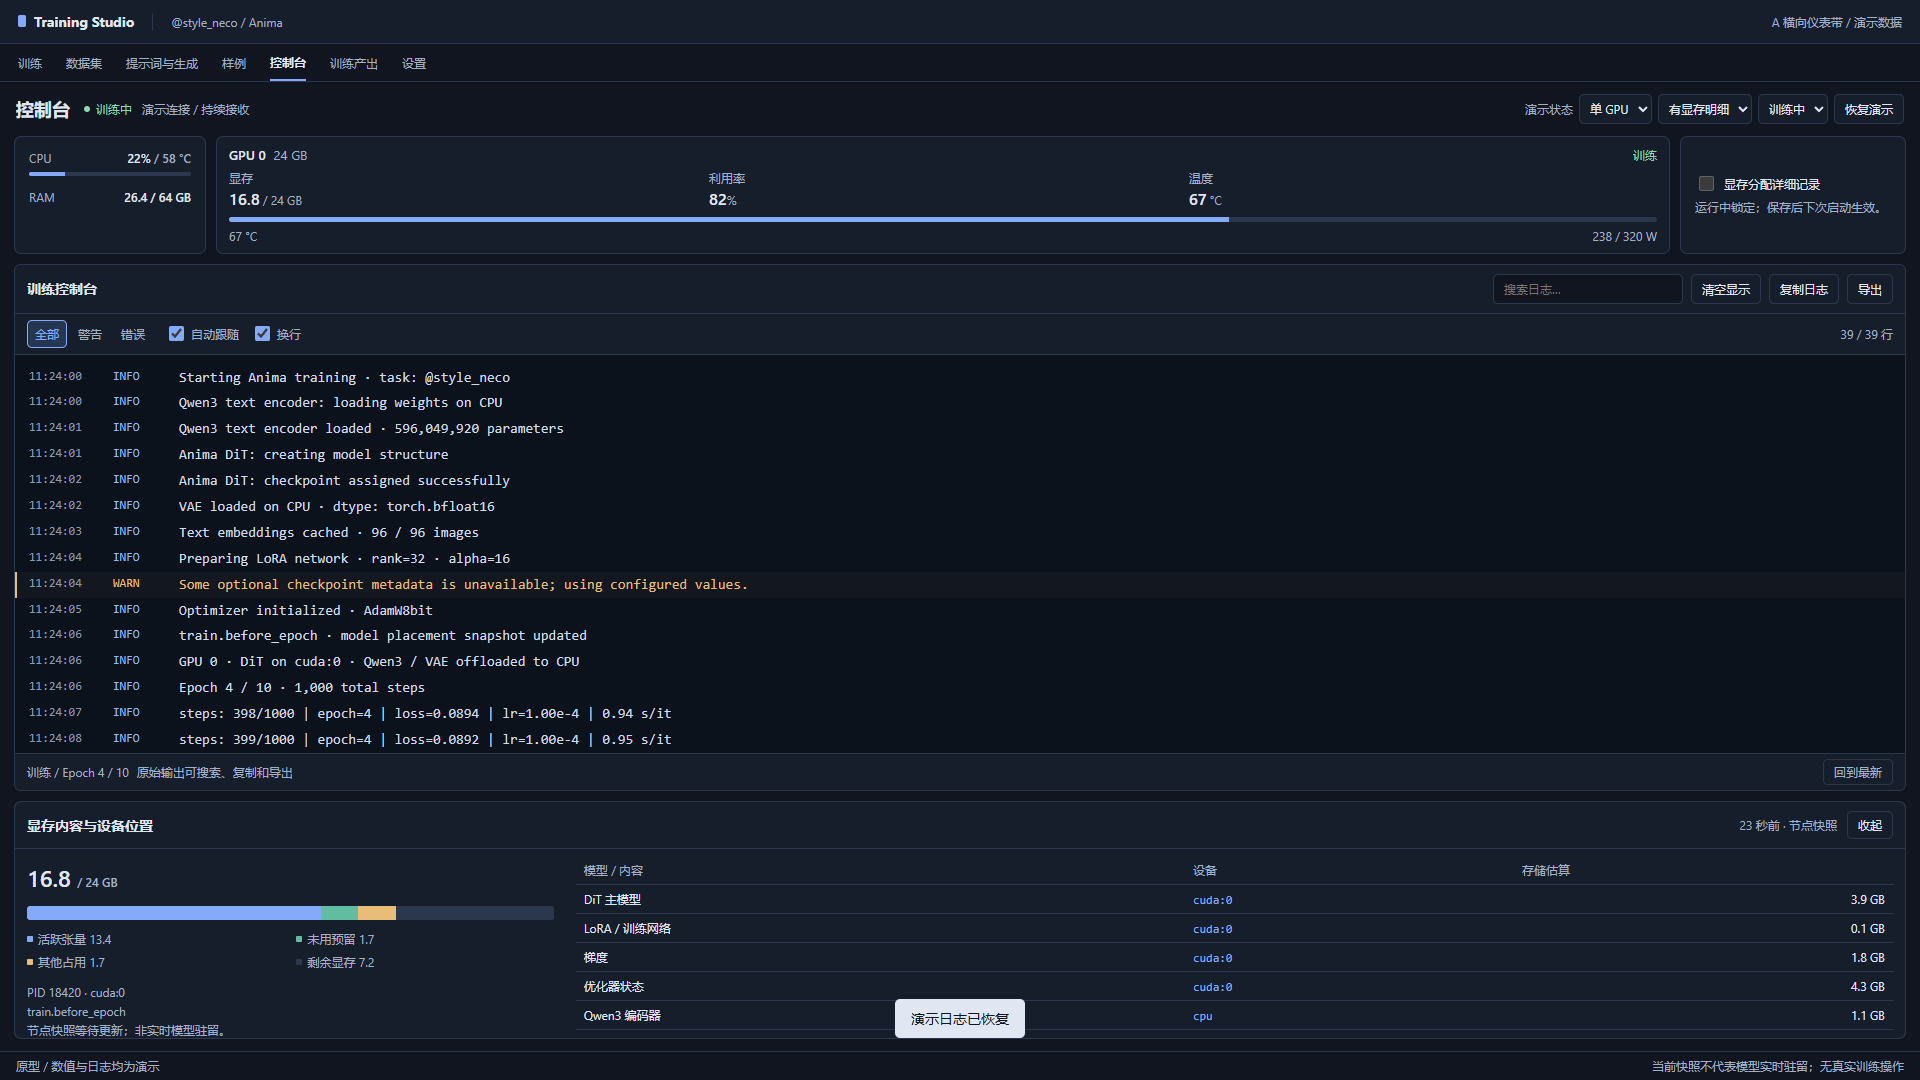 Training Studio @style_neco / Anima A 横向仪表带 / 演示数据
训练 数据集 提示词与生成 样例 控制台 训练产出 设置
控制台 训练中 演示连接 / 持续接收 演示状态 单 GPU 有显存明细 训练中 恢复演示
CPU 22% / 58 °C
RAM 26.4 / 64 GB
GPU 0 24 GB 训练
显存 利用率 温度
16.8 / 24 GB 82% 67 °C
67 °C 238 / 320 W
显存分配详细记录
运行中锁定；保存后下次启动生效。
训练控制台 搜索日志... 清空显示 复制日志 导出
全部 警告 错误 自动跟随 换行 39 / 39 行
11:24:00 INFO Starting Anima training · task: @style_neco
11:24:00 INFO Qwen3 text encoder: loading weights on CPU
11:24:01 INFO Qwen3 text encoder loaded · 596,049,920 parameters
11:24:01 INFO Anima DiT: creating model structure
11:24:02 INFO Anima DiT: checkpoint assigned successfully
11:24:02 INFO VAE loaded on CPU · dtype: torch.bfloat16
11:24:03 INFO Text embeddings cached · 96 / 96 images
11:24:04 INFO Preparing LoRA network · rank=32 · alpha=16
11:24:04 WARN Some optional checkpoint metadata is unavailable; using configured values.
11:24:05 INFO Optimizer initialized · AdamW8bit
11:24:06 INFO train.before_epoch · model placement snapshot updated
11:24:06 INFO GPU 0 · DiT on cuda:0 · Qwen3 / VAE offloaded to CPU
11:24:06 INFO Epoch 4 / 10 · 1,000 total steps
11:24:07 INFO steps: 398/1000 | epoch=4 | loss=0.0894 | lr=1.00e-4 | 0.94 s/it
11:24:08 INFO steps: 399/1000 | epoch=4 | loss=0.0892 | lr=1.00e-4 | 0.95 s/it
训练 / Epoch 4 / 10 原始输出可搜索、复制和导出 回到最新
显存内容与设备位置 23 秒前 · 节点快照 收起
16.8 / 24 GB
活跃张量 13.4 未用预留 1.7
其他占用 1.7 剩余显存 7.2
PID 18420 · cuda:0
train.before_epoch
节点快照等待更新；非实时模型驻留。
模型 / 内容 设备 存储估算
DiT 主模型 cuda:0 3.9 GB
LoRA / 训练网络 cuda:0 0.1 GB
梯度 cuda:0 1.8 GB
优化器状态 cuda:0 4.3 GB
Qwen3 编码器 cpu 1.1 GB
演示日志已恢复
原型 / 数值与日志均为演示 当前快照不代表模型实时驻留；无真实训练操作